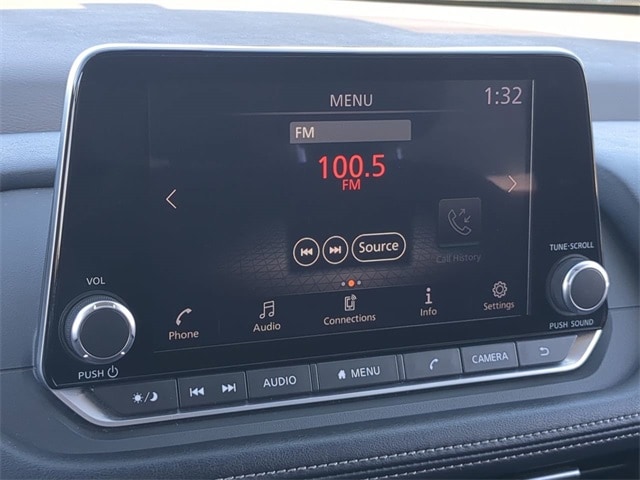 MENU
1:32
FM
100.5
FM
Source
Call History
Phone
Audio
Connections
Info
Settings
VOL
PUSH
TUNE·SCROLL
PUSH SOUND
AUDIO
MENU
CAMERA